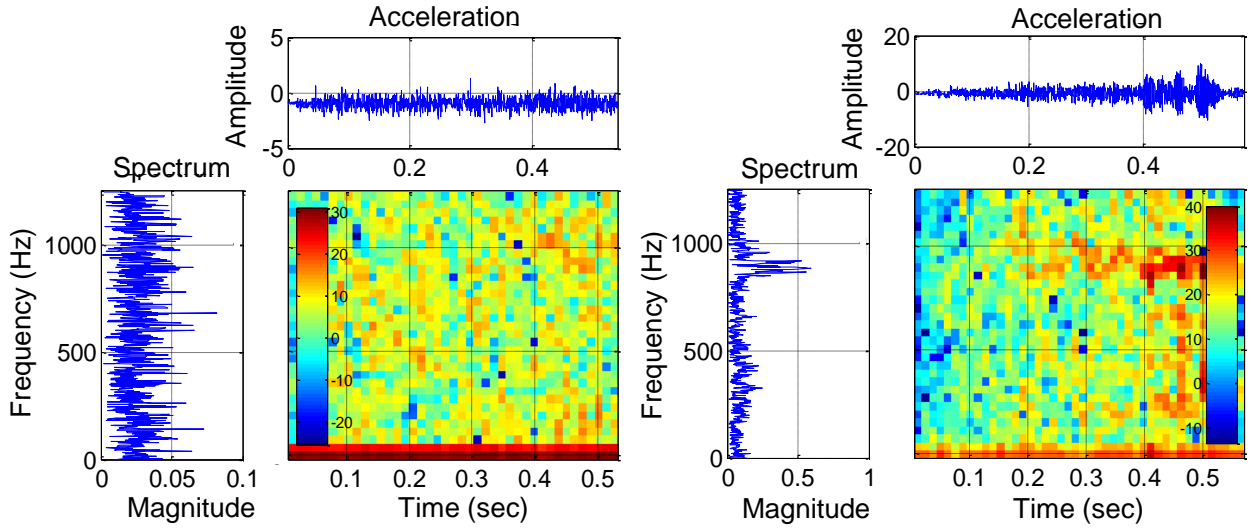 Acceleration
Amplitude
5
0
-5
0 0.2 0.4
Spectrum
Frequency (Hz)
1000
500
0
0 0.05 0.1
Magnitude
30
20
10
0
-10
-20
0.1 0.2 0.3 0.4 0.5
Time (sec)
Acceleration
Amplitude
20
0
-20
0 0.2 0.4
Spectrum
Frequency (Hz)
1000
500
0
0 0.5 1
Magnitude
40
30
20
10
0
-10
0.1 0.2 0.3 0.4 0.5
Time (sec)